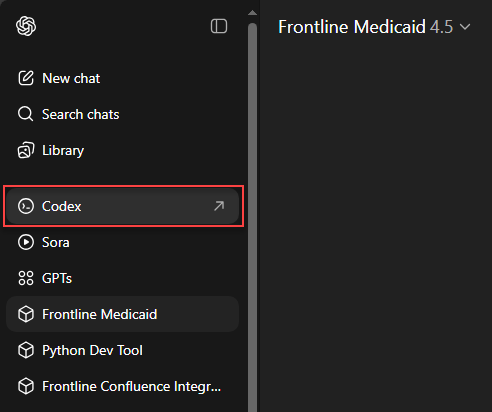 Frontline Medicaid 4.5
New chat
Search chats
Library
Codex
Sora
GPTs
Frontline Medicaid
Python Dev Tool
Frontline Confluence Integr...